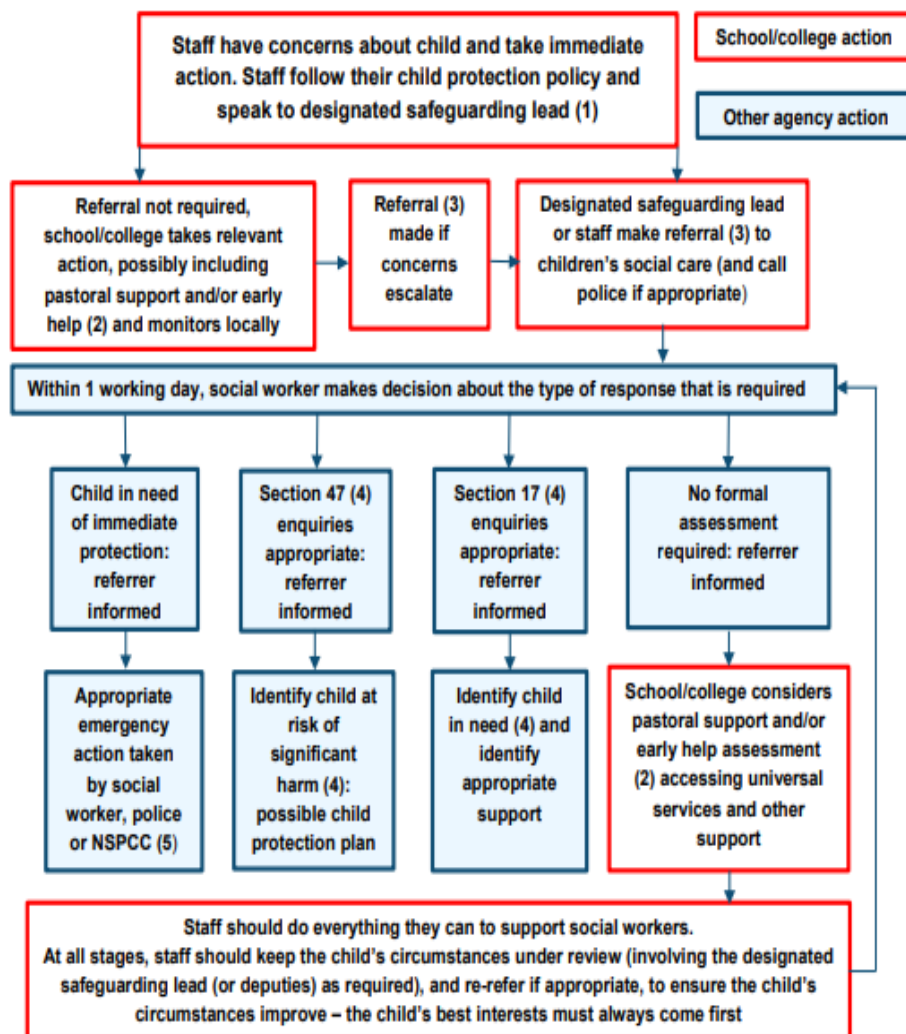 Staff have concerns about child and take immediate
action. Staff follow their child protection policy and
speak to designated safeguarding lead (1)
School/college action
Other agency action
Referral not required,
school/college takes relevant
action, possibly including
pastoral support and/or early
help (2) and monitors locally
Referral (3)
made if
concerns
escalate
Designated safeguarding lead
or staff make referral (3) to
children's social care (and call
police if appropriate)
Within 1 working day, social worker makes decision about the type of response that is required
Child in need
of immediate
protection:
referrer
informed
Section 47 (4)
enquiries
appropriate:
referrer
informed
Section 17 (4)
enquiries
appropriate:
referrer
informed
No formal
assessment
required: referrer
informed
Appropriate
emergency
action taken
by social
worker, police
or NSPCC (5)
Identify child at
risk of
significant
harm (4):
possible child
protection plan
Identify child
in need (4) and
identify
appropriate
support
School/college considers
pastoral support and/or
early help assessment
(2) accessing universal
services and other
support
Staff should do everything they can to support social workers.
At all stages, staff should keep the child's circumstances under review (involving the designated
safeguarding lead (or deputies) as required), and re-refer if appropriate, to ensure the child's
circumstances improve – the child's best interests must always come first